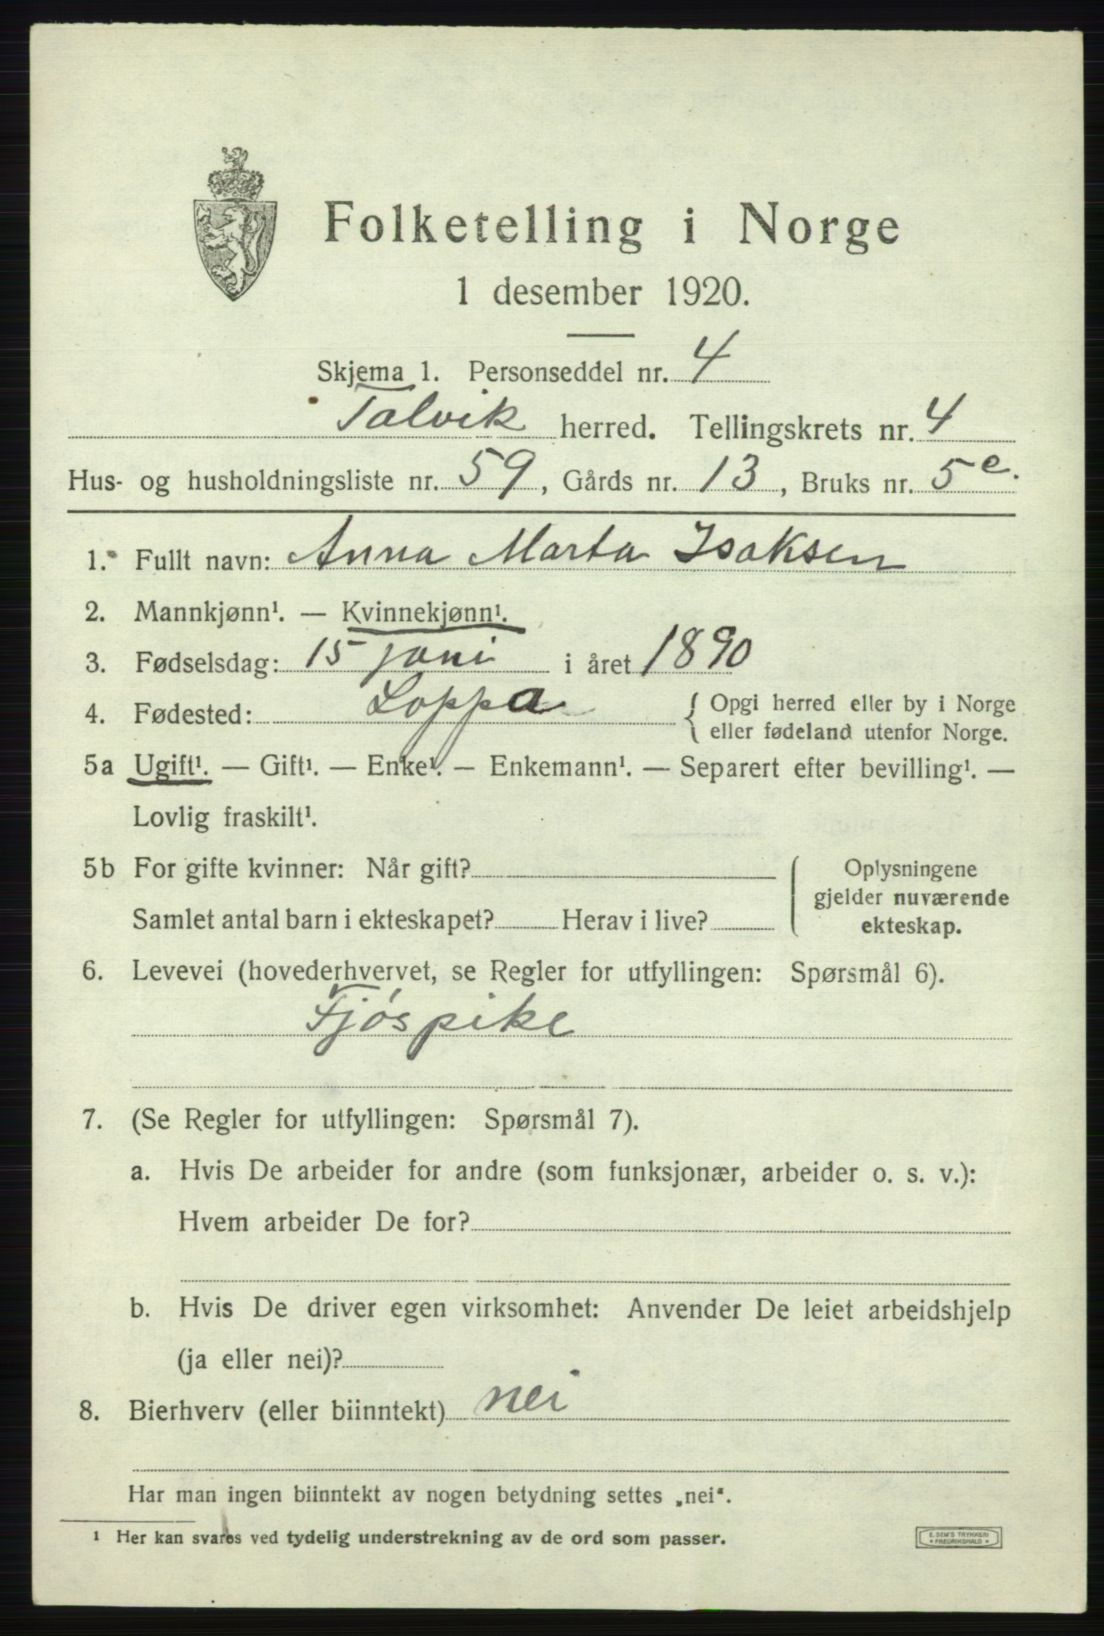 Folketelling i Norge
1 desember 1920.
Skjema 1. Personseddel nr. 4
Talvik herred. Tellingskrets nr. 4
Hus- og husholdningsliste nr. 59, Gårds nr. 13, Bruks nr. 5e.
1. Fullt navn: Anna Marta Isaksen
2. Mannkjønn¹. — Kvinnekjønn¹.
3. Fødselsdag: 15 juni i året 1890
4. Fødested: Loppa { Opgi herred eller by i Norge
eller fødeland utenfor Norge.
5a Ugift¹. — Gift¹. — Enke¹. — Enkemann¹. — Separert efter bevilling¹. —
Lovlig fraskilt¹.
5b For gifte kvinner: Når gift?
Samlet antal barn i ekteskapet? Herav i live?
Oplysningene
gjelder nuværende
ekteskap.
6. Levevei (hovederhvervet, se Regler for utfyllingen: Spørsmål 6).
Fjøspike
7. (Se Regler for utfyllingen: Spørsmål 7).
a. Hvis De arbeider for andre (som funksjonær, arbeider o. s. v.):
Hvem arbeider De for?
b. Hvis De driver egen virksomhet: Anvender De leiet arbeidshjelp
(ja eller nei)?
8. Bierhverv (eller biinntekt) nei
Har man ingen biinntekt av nogen betydning settes „nei“.
¹ Her kan svares ved tydelig understrekning av de ord som passer.
E. SEM'S TRYKKERI
FREDRIKSHALD